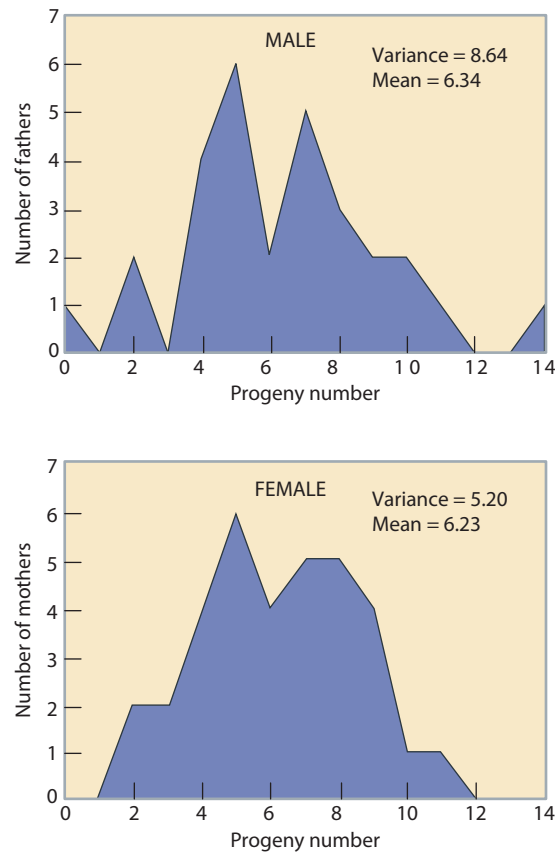 7
6
5
4
3
2
1
0
Number of fathers
MALE
Variance = 8.64
Mean = 6.34
0 2 4 6 8 10 12 14
Progeny number
7
6
5
4
3
2
1
0
Number of mothers
FEMALE
Variance = 5.20
Mean = 6.23
0 2 4 6 8 10 12 14
Progeny number